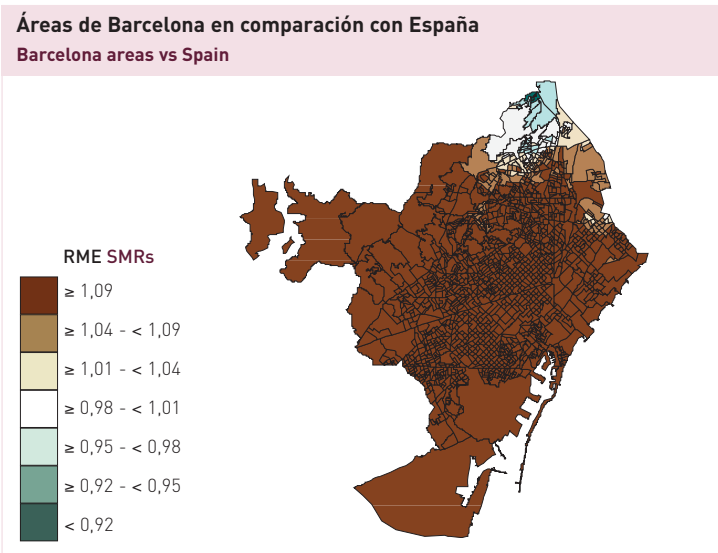 Áreas de Barcelona en comparación con España
Barcelona areas vs Spain
RME SMRs
≥ 1,09
≥ 1,04 - < 1,09
≥ 1,01 - < 1,04
≥ 0,98 - < 1,01
≥ 0,95 - < 0,98
≥ 0,92 - < 0,95
< 0,92